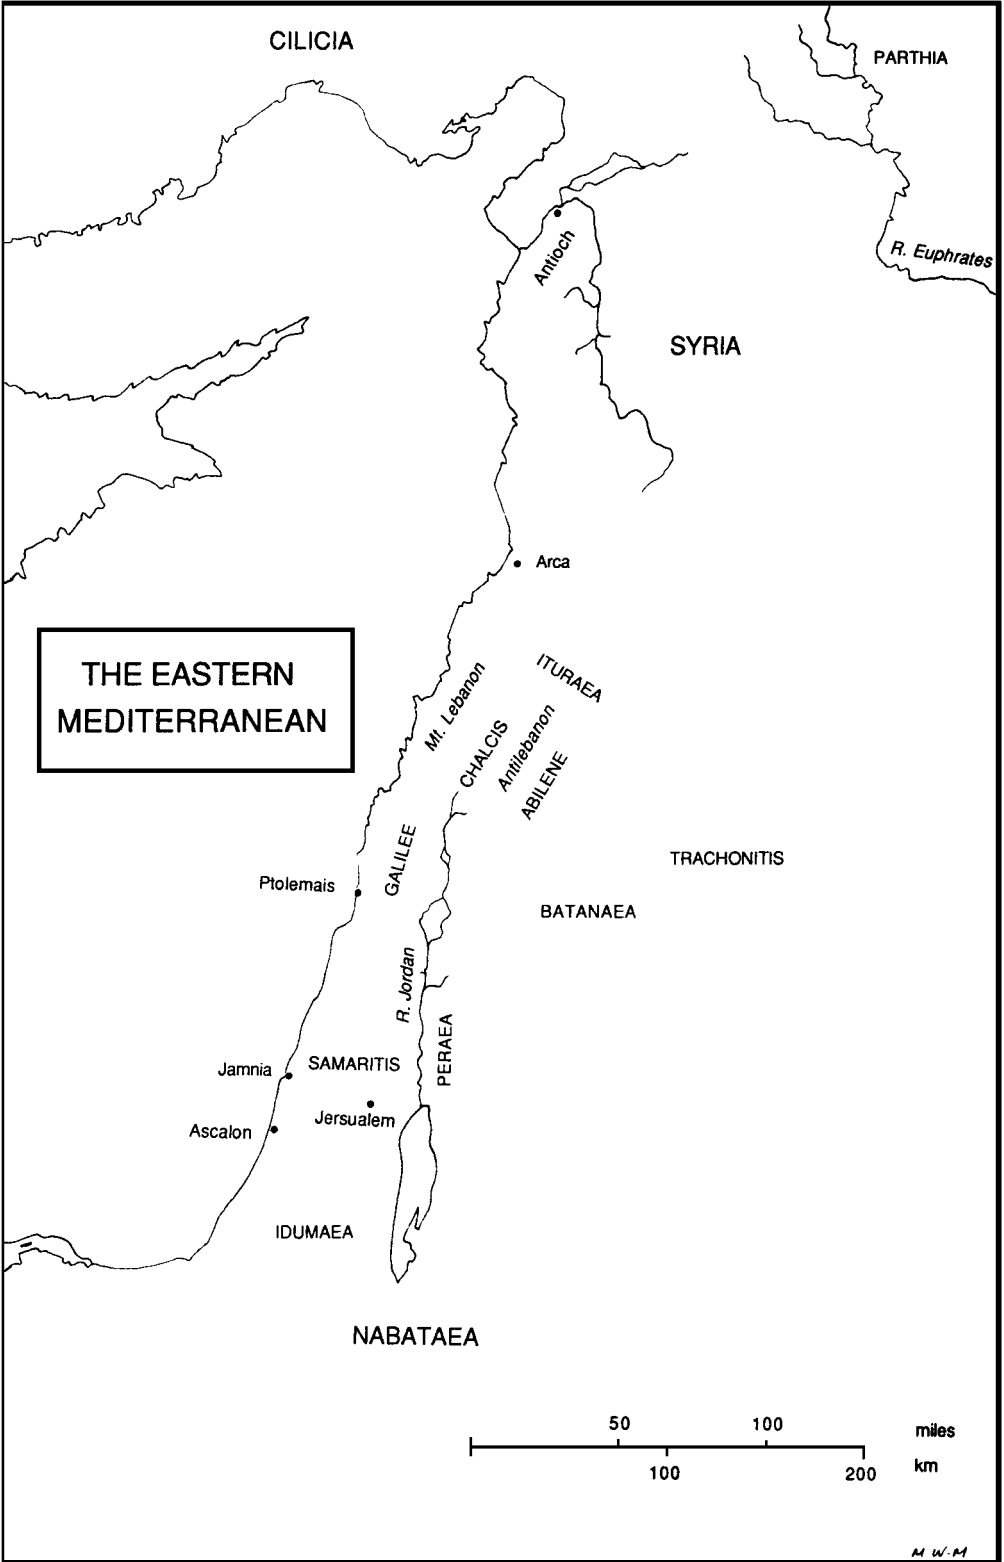 CILICIA
PARTHIA
R. Euphrates
Antioch
SYRIA
Arca
THE EASTERN
MEDITERRANEAN
ITURAEA
Mt. Lebanon
CHALCIS
Antilebanon
ABILENE
GALILEE
TRACHONITIS
Ptolemais
BATANAEA
R. Jordan
PERAEA
Jamnia
SAMARITIS
Jersualem
Ascalon
IDUMAEA
NABATAEA
50 100 miles
100 200 km
M W-M